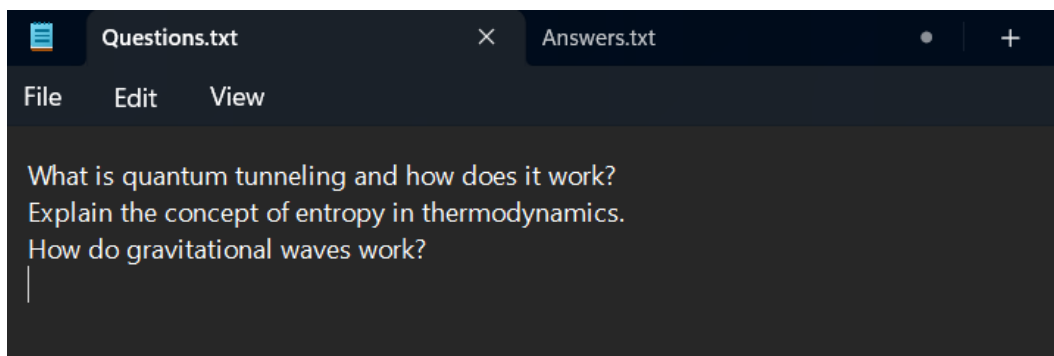 Questions.txt Answers.txt
File Edit View
What is quantum tunneling and how does it work?
Explain the concept of entropy in thermodynamics.
How do gravitational waves work?